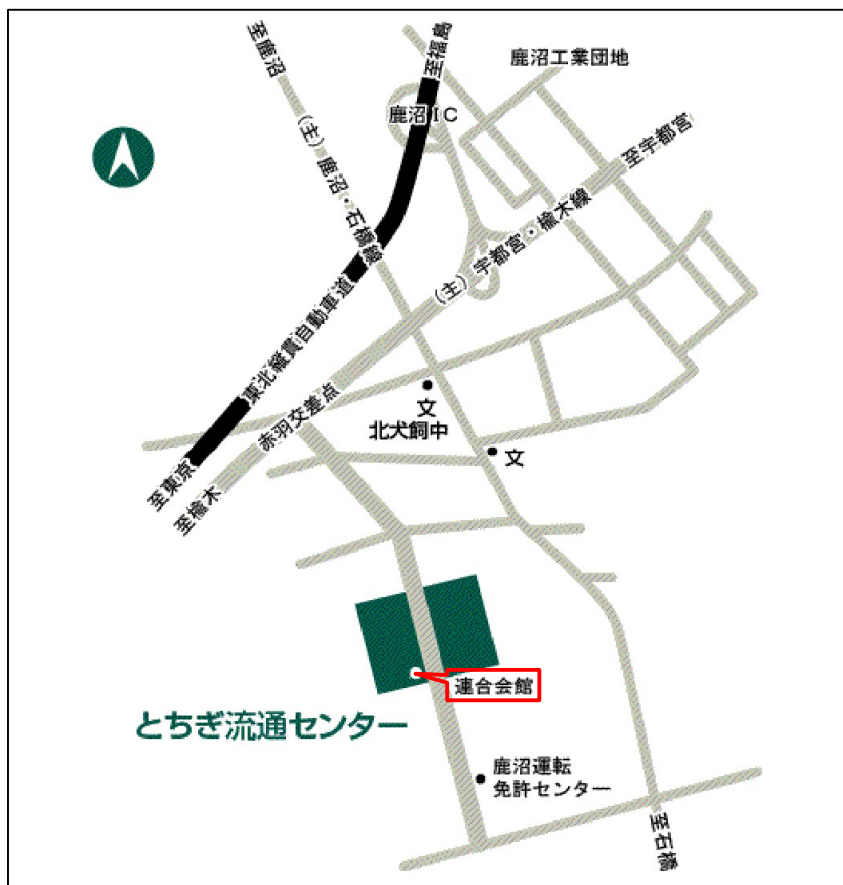 至鹿沼
至福島
鹿沼工業団地
鹿沼IC
(主)鹿沼・石橋線
至宇都宮
(主)宇都宮・楡木線
東北縦貫自動車道
赤羽交差点
文
北犬飼中
文
至東京
至楡木
連合会館
とちぎ流通センター
鹿沼運転
免許センター
至石橋